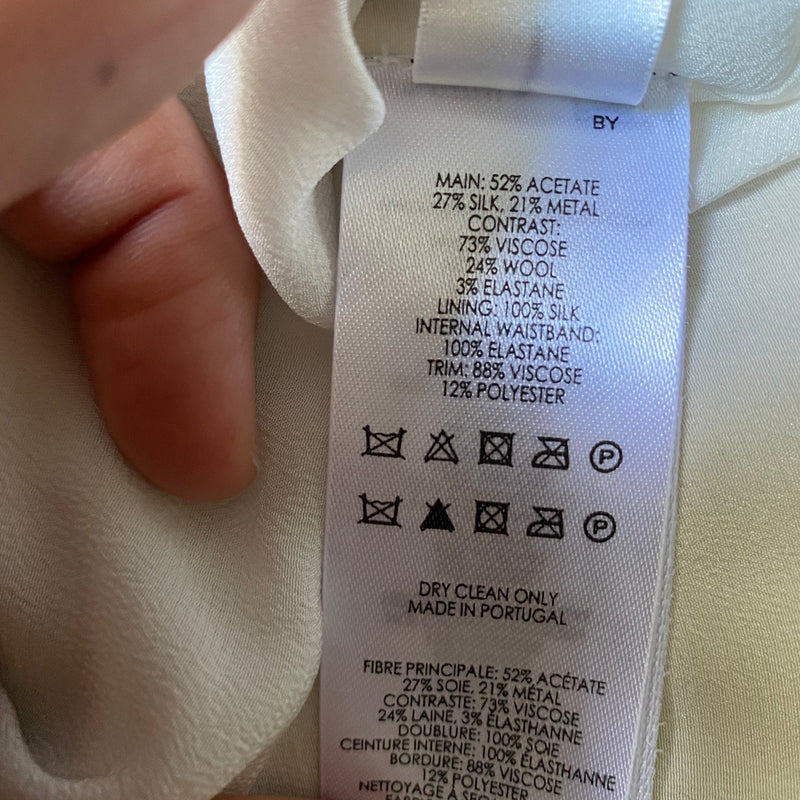 BY
MAIN: 52% ACETATE
27% SILK, 21% METAL
CONTRAST:
73% VISCOSE
24% WOOL
3% ELASTANE
LINING: 100% SILK
INTERNAL WAISTBAND:
100% ELASTANE
TRIM: 88% VISCOSE
12% POLYESTER
P
P
DRY CLEAN ONLY
MADE IN PORTUGAL
FIBRE PRINCIPALE: 52% ACÉTATE
27% SOIE, 21% MÉTAL
CONTRASTE: 73% VISCOSE
24% LAINE, 3% ÉLASTHANNE
DOUBLURE: 100% SOIE
CEINTURE INTERNE: 100% ÉLASTHANNE
BORDURE: 88% VISCOSE
12% POLYESTER
NETTOYAGE À